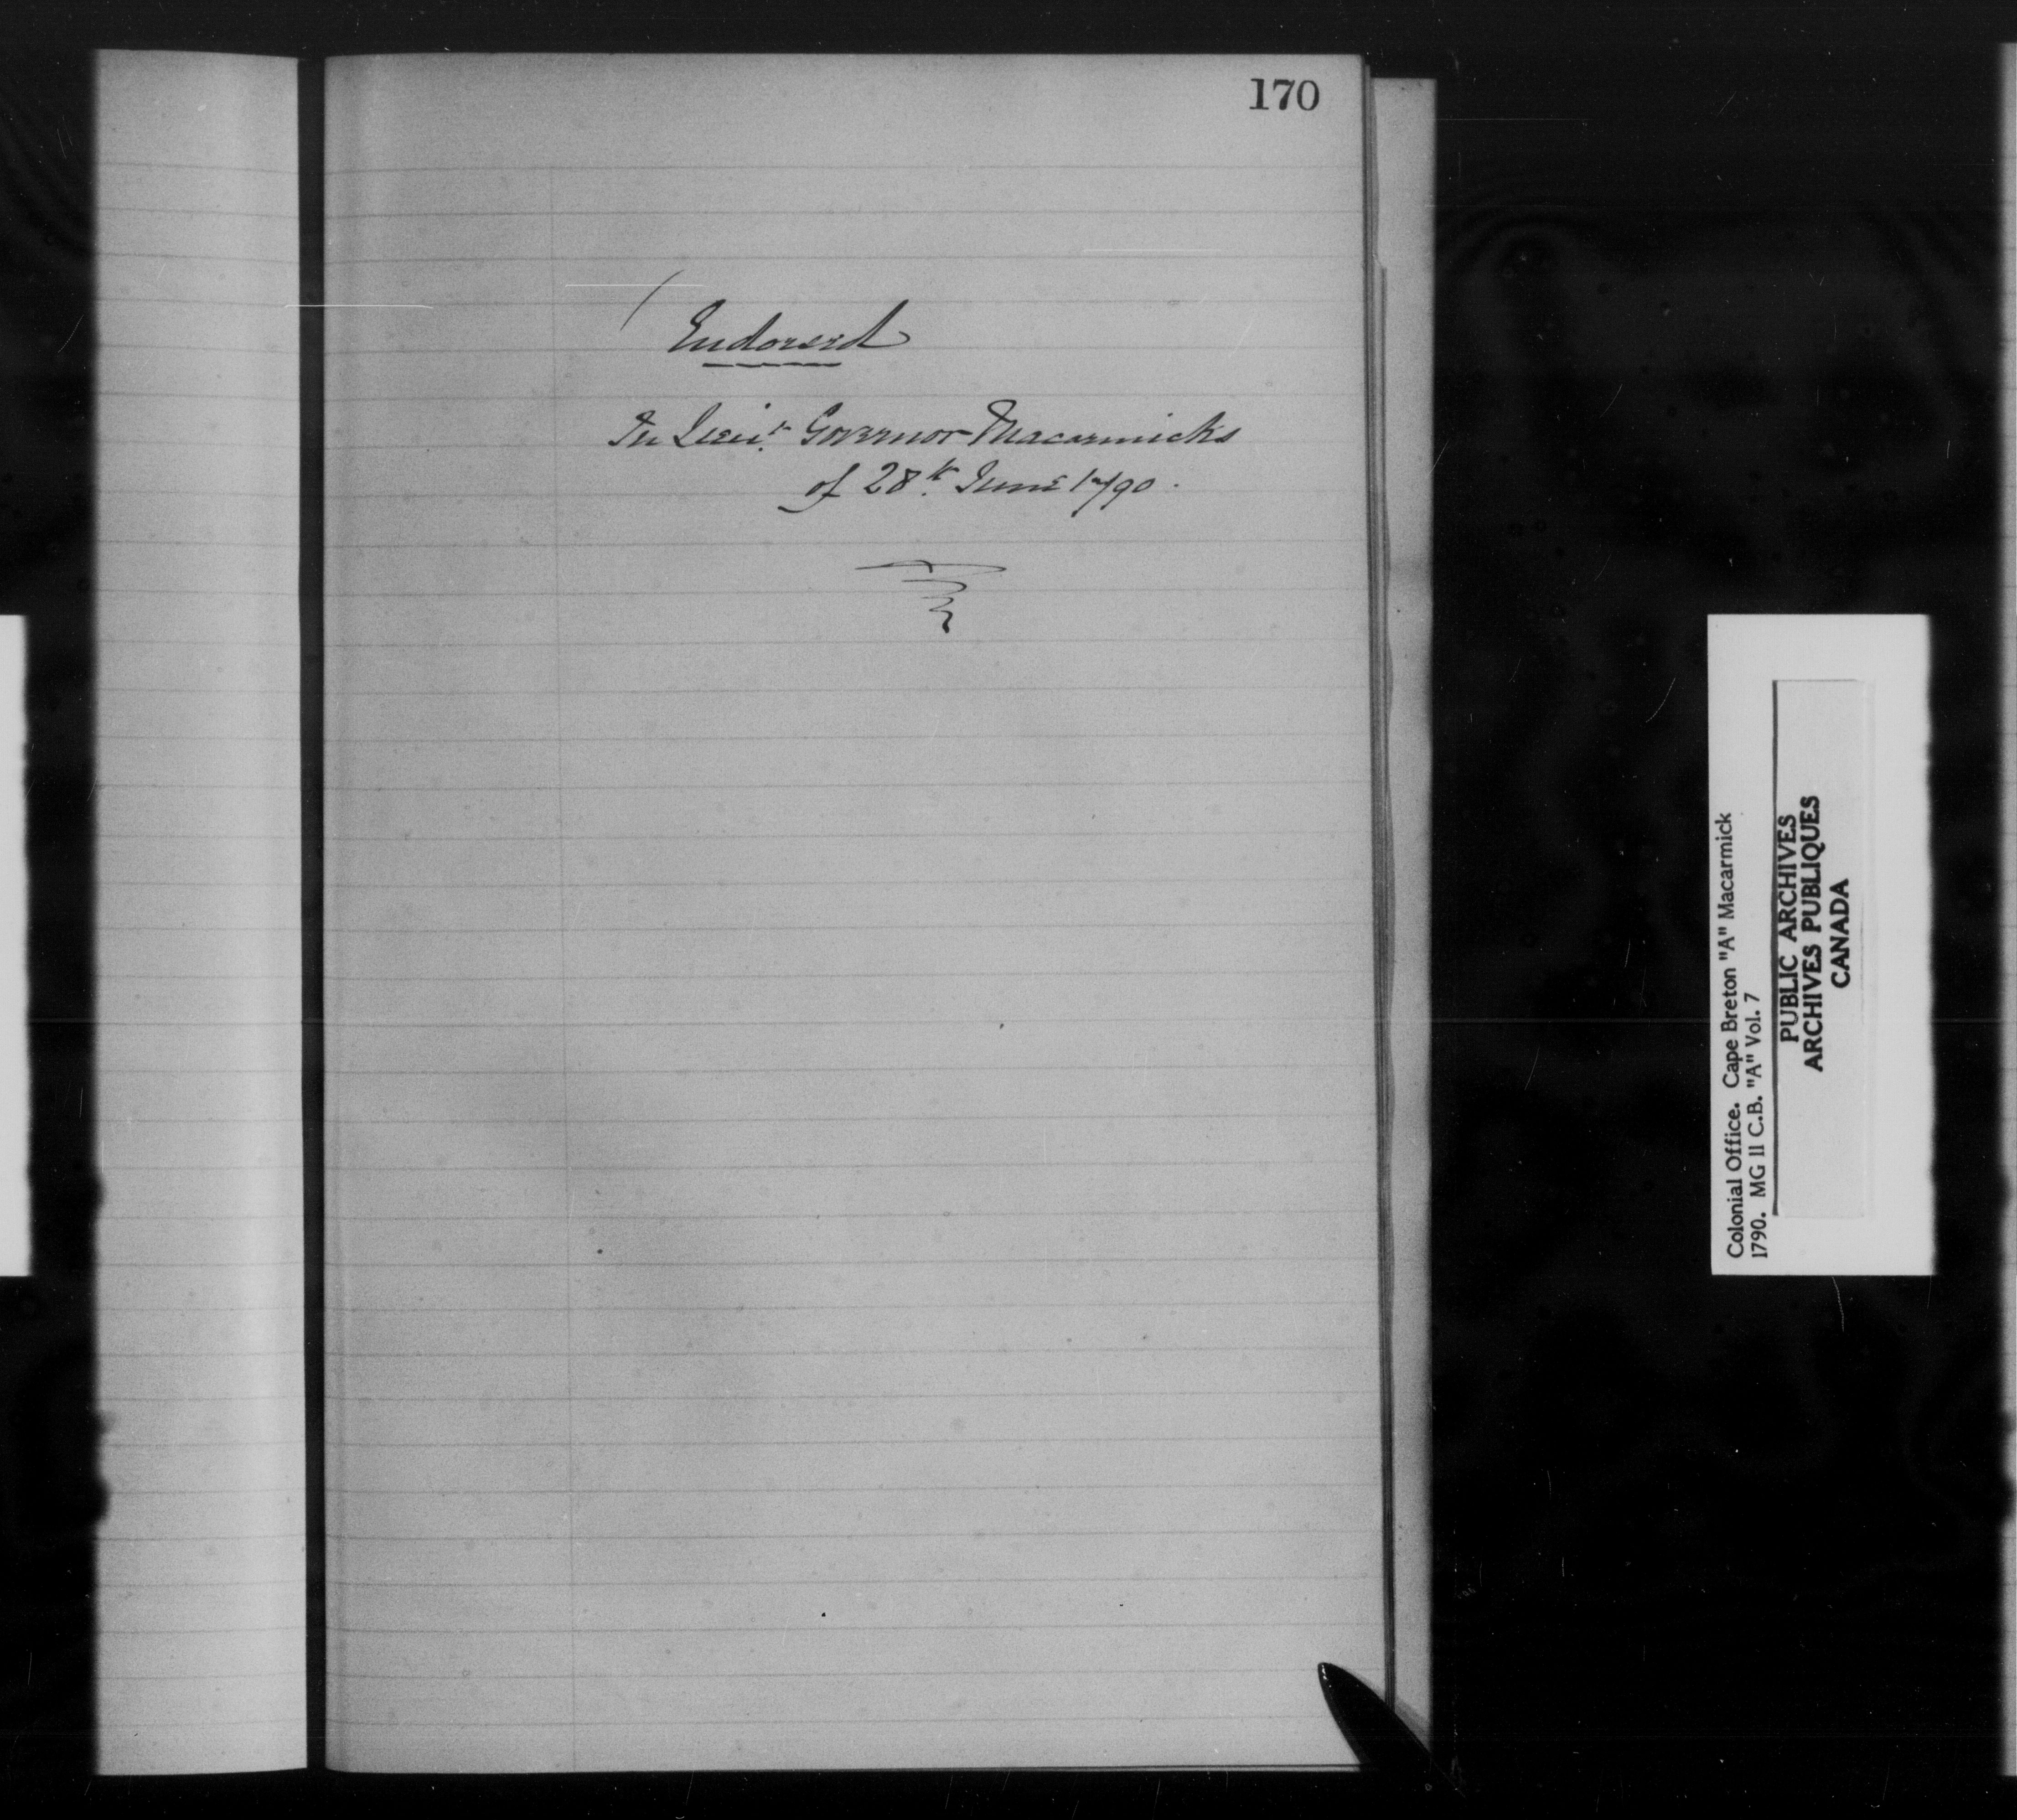 170
Endorsed
In Lieut. Governor Macarmicks
of 28th June 1790.
Colonial Office. Cape Breton "A" Macarmick
1790. MG 11 C.B. "A" Vol. 7
PUBLIC ARCHIVES
ARCHIVES PUBLIQUES
CANADA